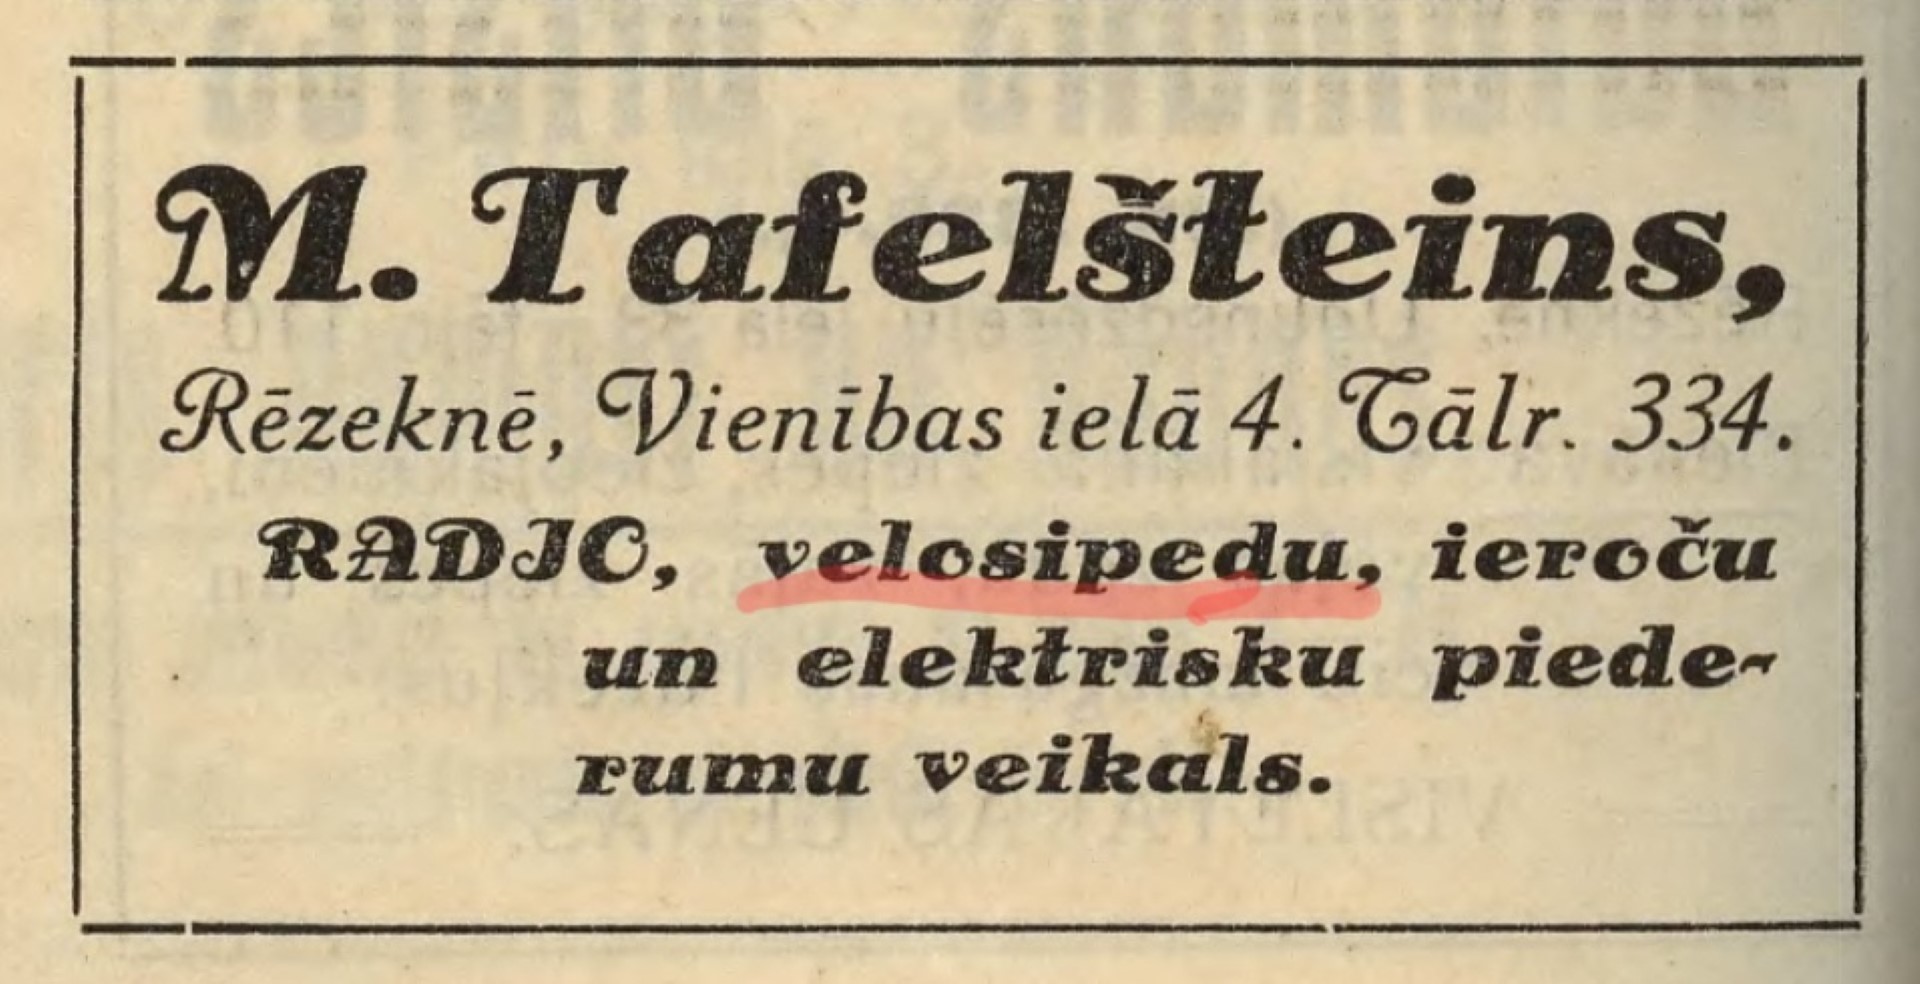 M. Tafelšteins,
Rēzeknē, Vienības ielā 4. Tālr. 334.
RADJO, velosipedu, ieroču
un elektrisku piede-
rumu veikals.